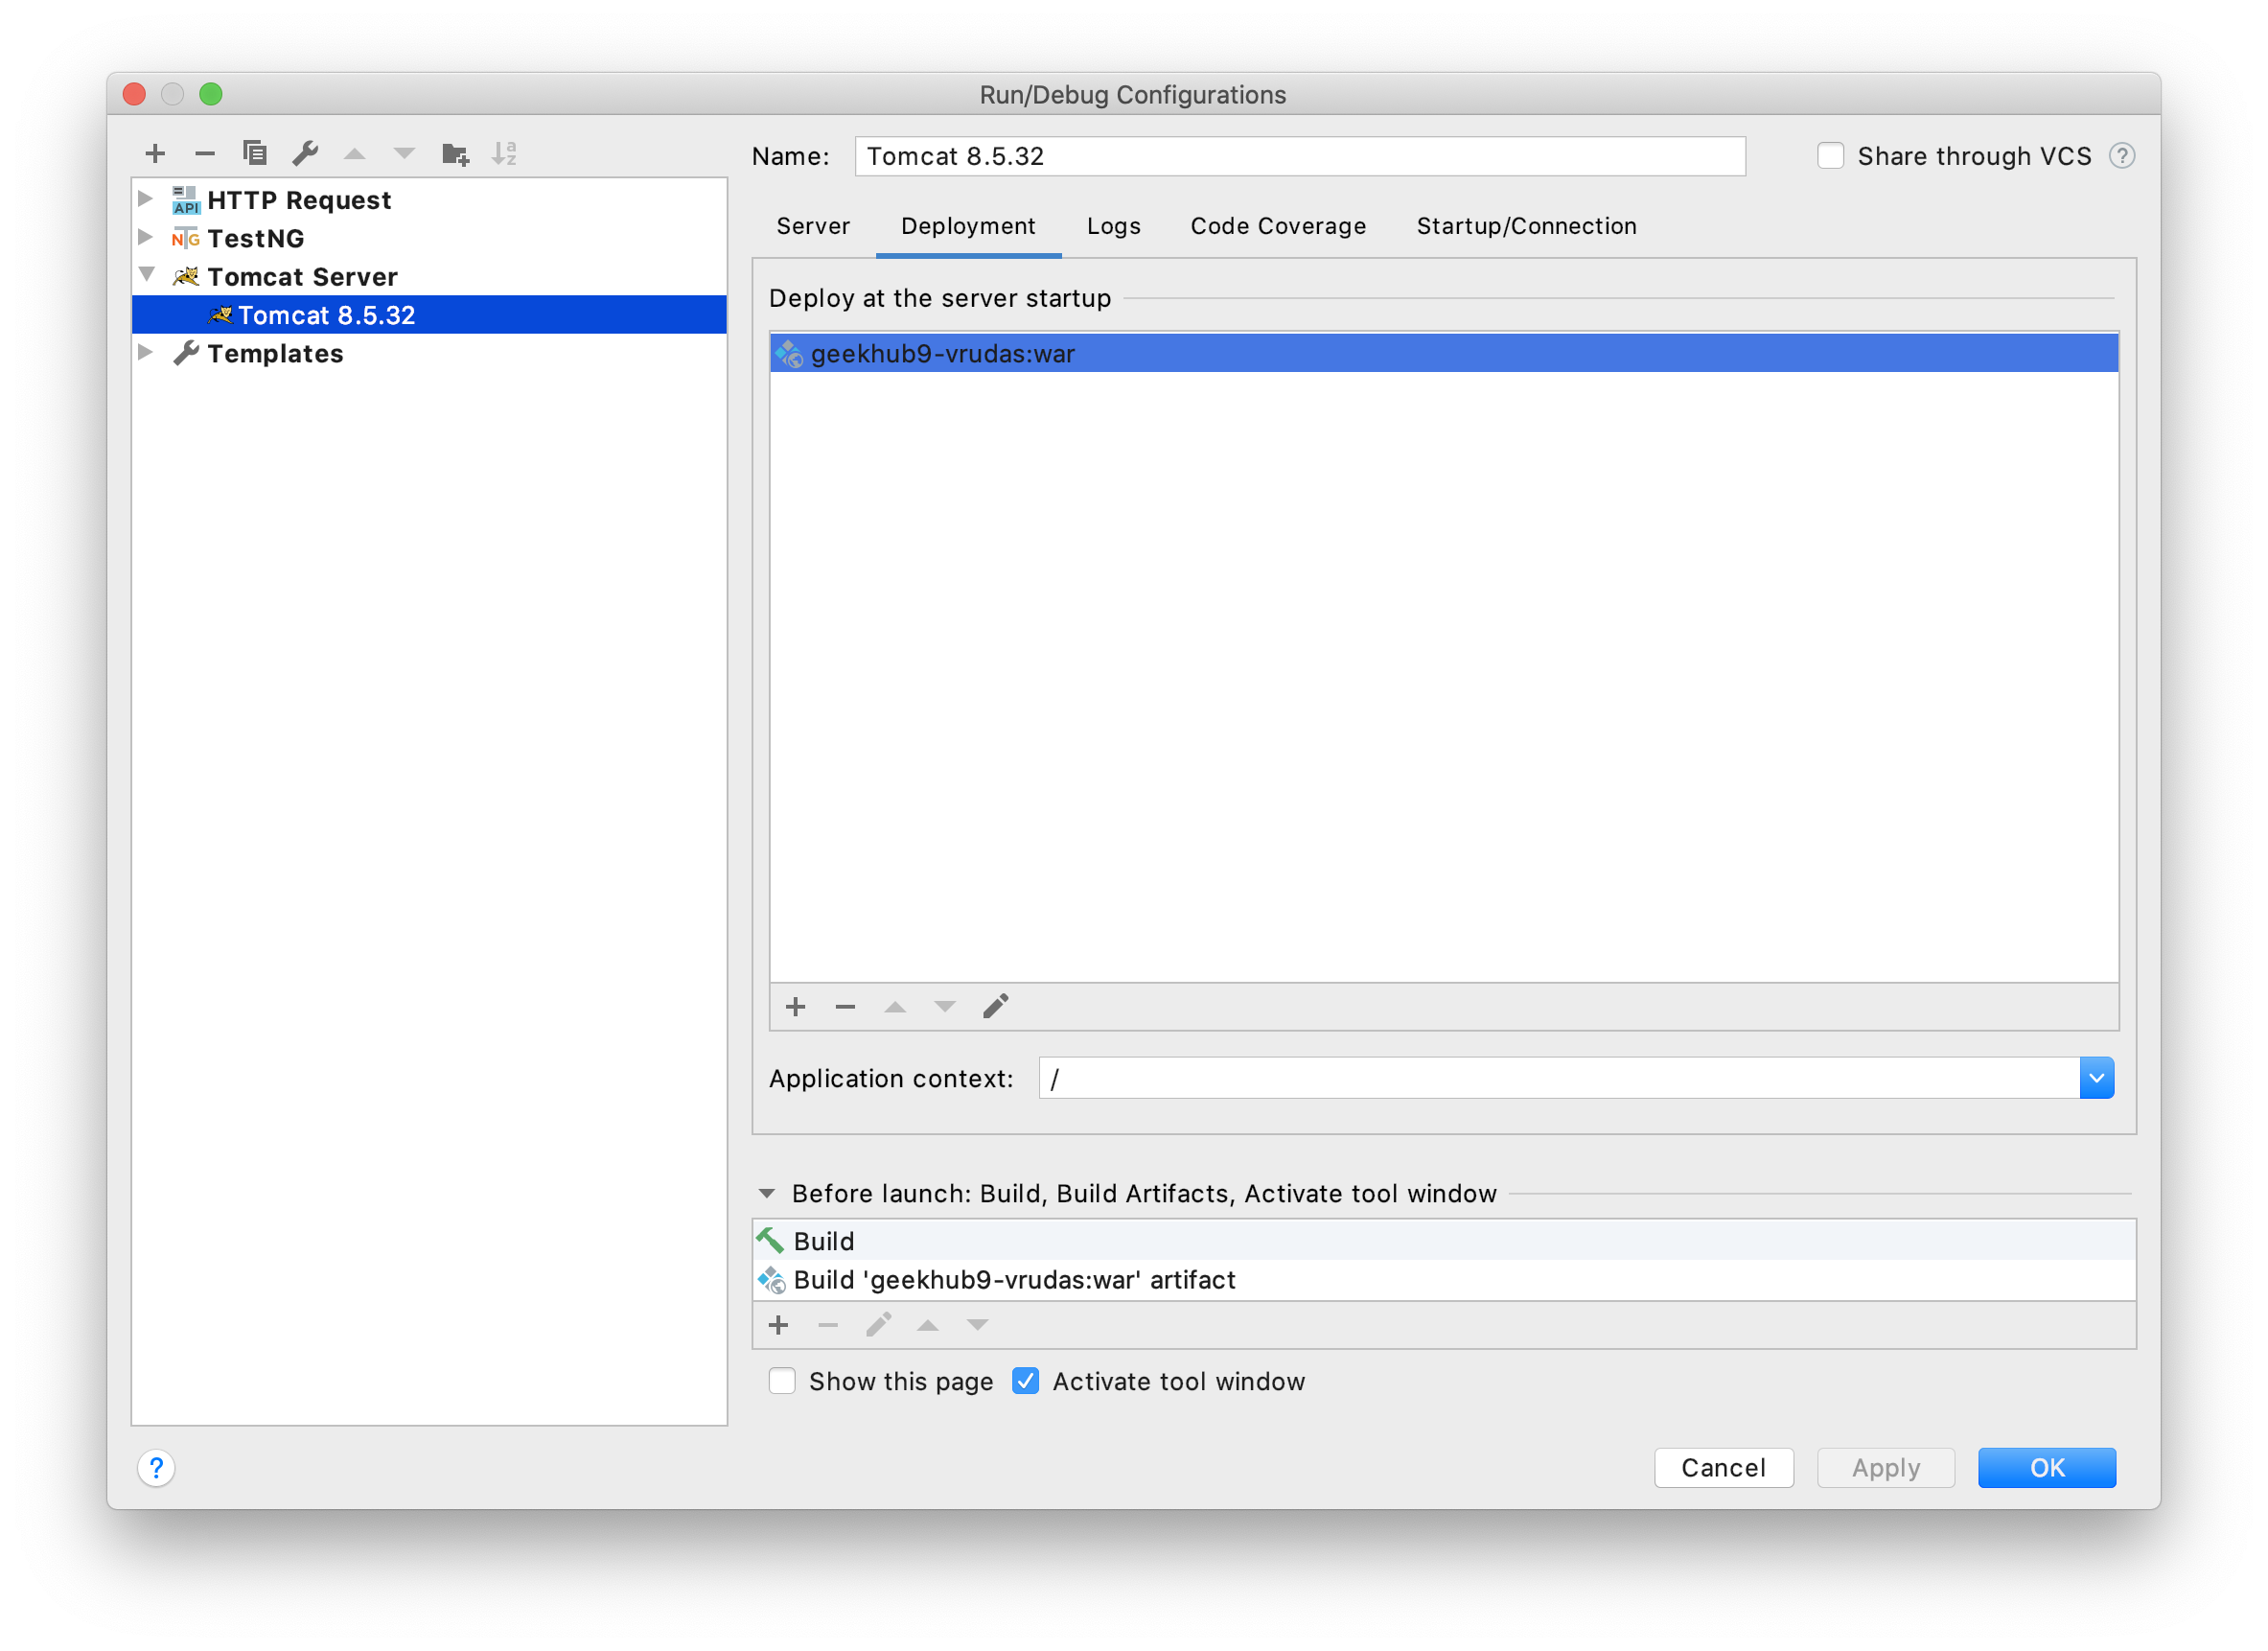 Run/Debug Configurations
Name: Tomcat 8.5.32 Share through VCS ?
API HTTP Request
NTG TestNG
Tomcat Server
Tomcat 8.5.32
Templates
Server Deployment Logs Code Coverage Startup/Connection
Deploy at the server startup
geekhub9-vrudas:war
Application context: /
Before launch: Build, Build Artifacts, Activate tool window
Build
Build 'geekhub9-vrudas:war' artifact
Show this page Activate tool window
? Cancel Apply OK